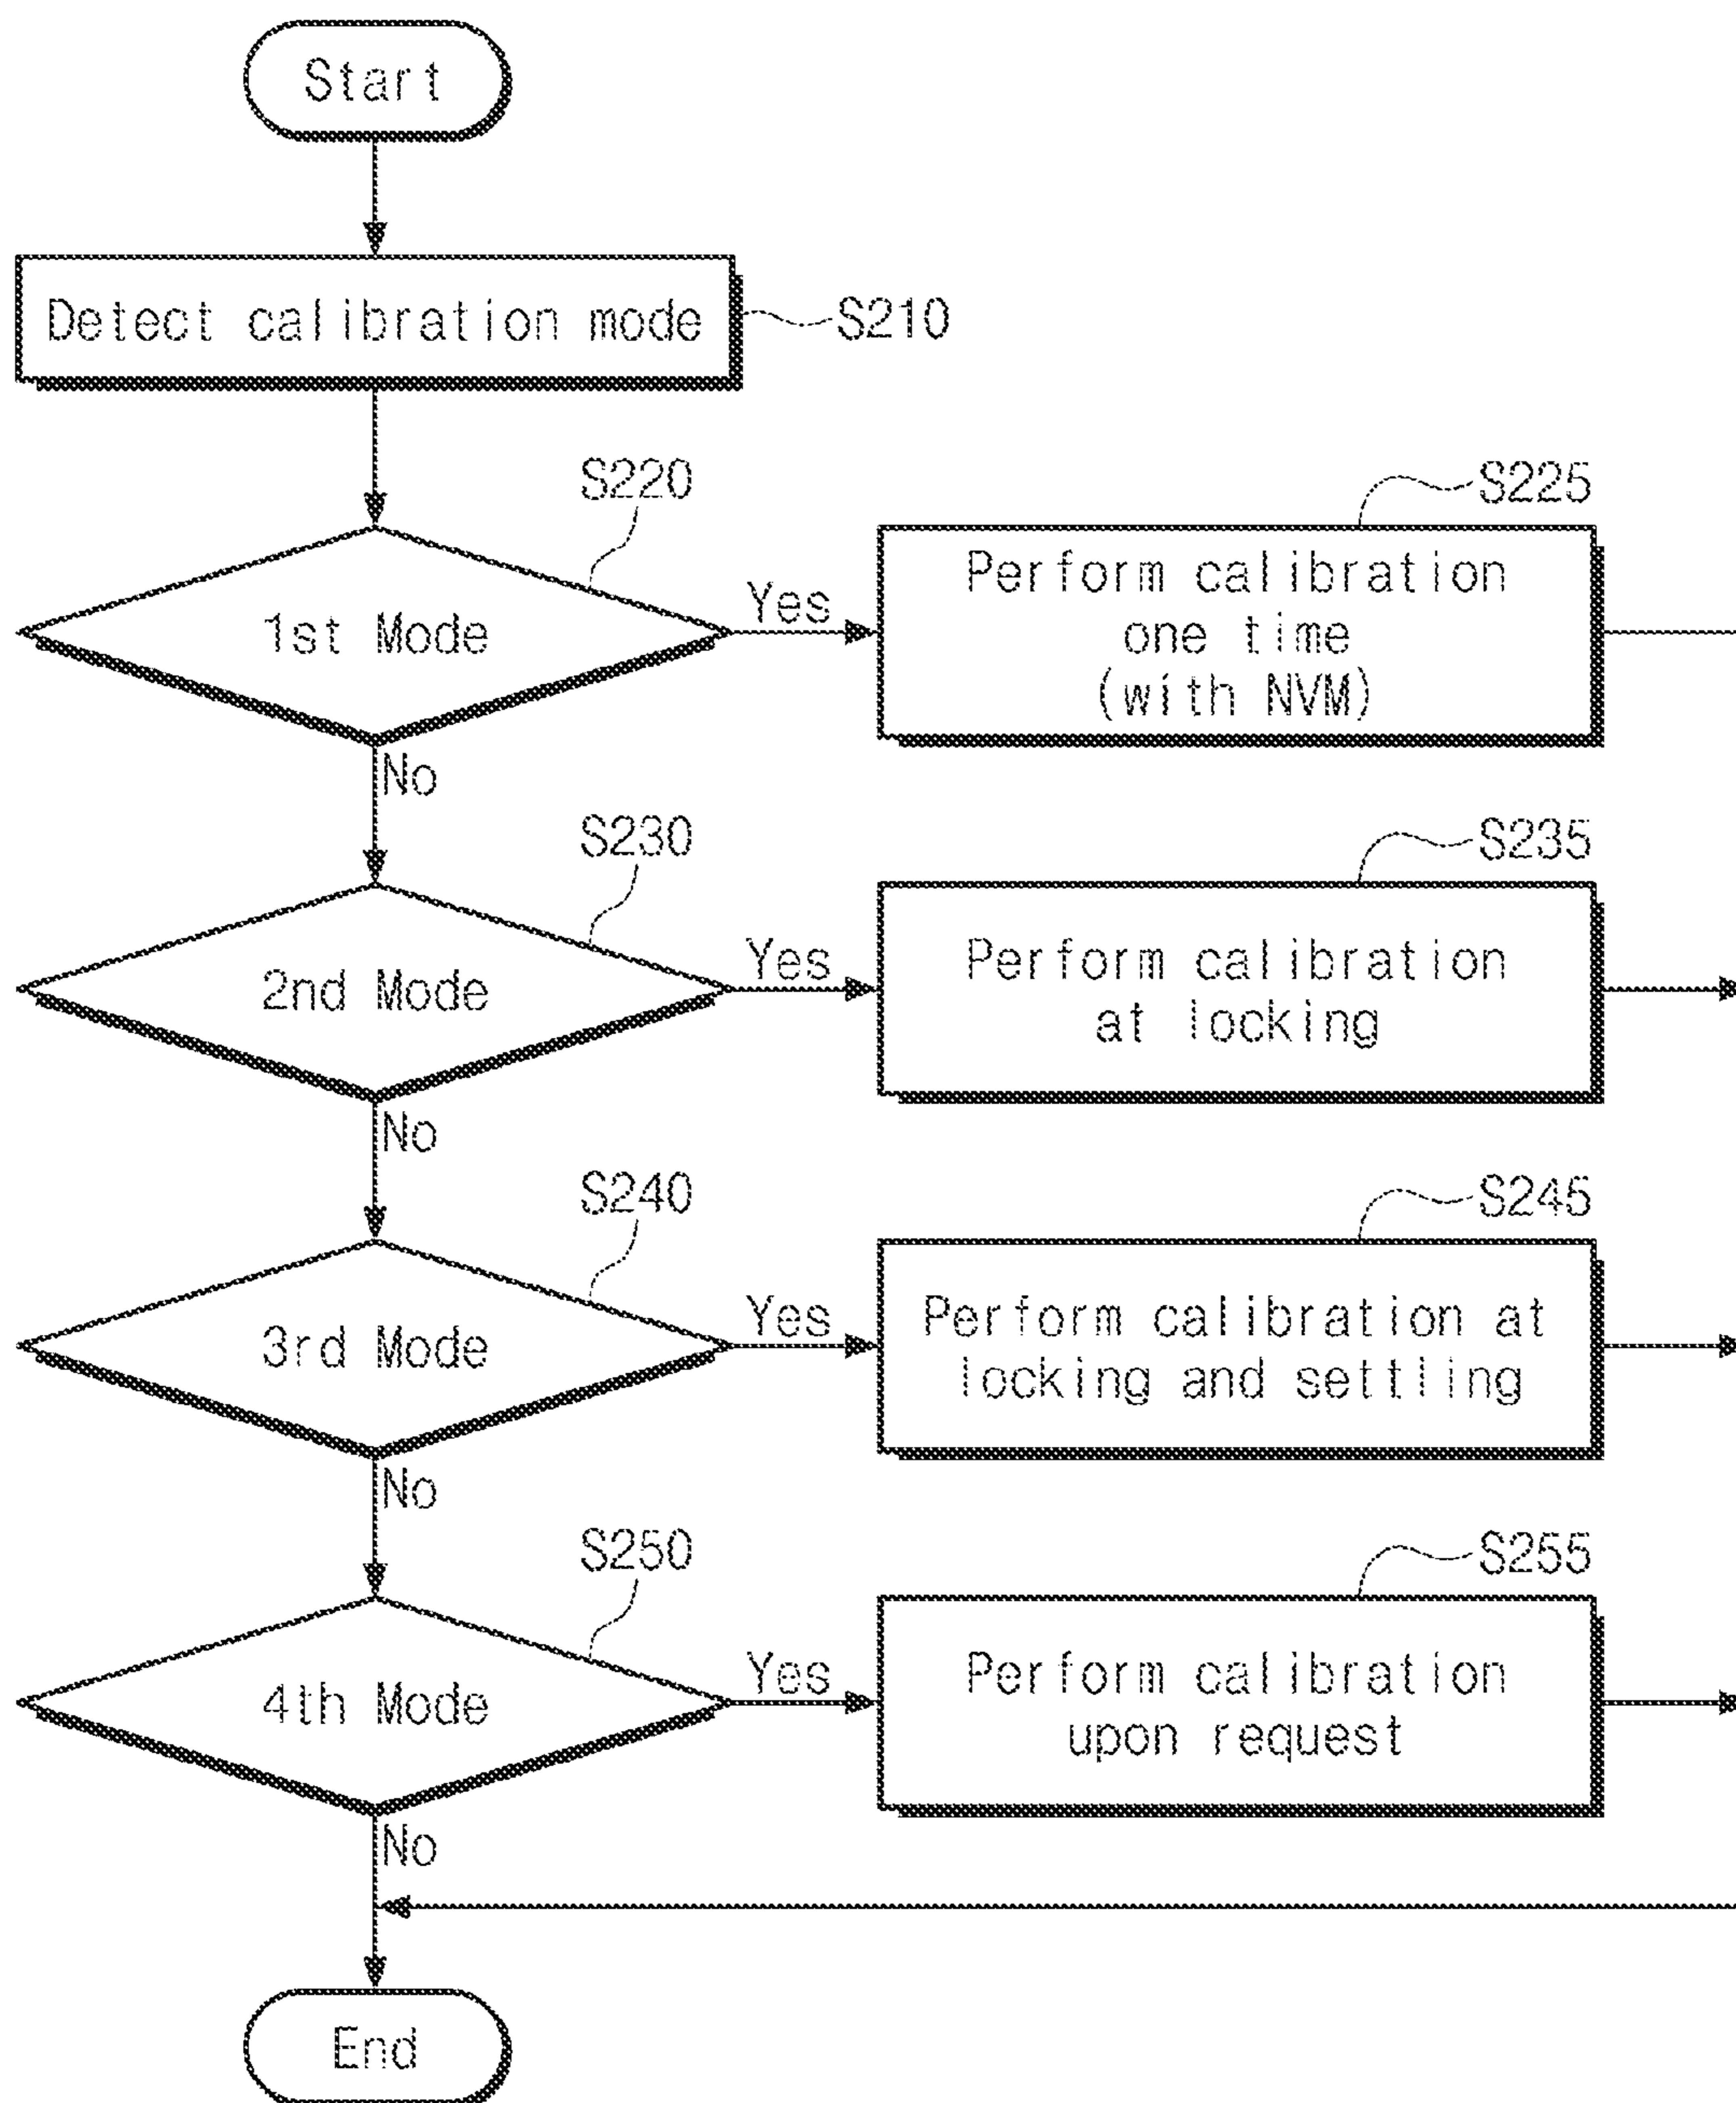 Start
Detect calibration mode
S210
S220
S225
1st Mode
Yes
Perform calibration
one time
(with NVM)
No
S230
S235
2nd Mode
Yes
Perform calibration
at locking
No
S240
S245
3rd Mode
Yes
Perform calibration at
locking and settling
No
S250
S255
4th Mode
Yes
Perform calibration
upon request
No
End